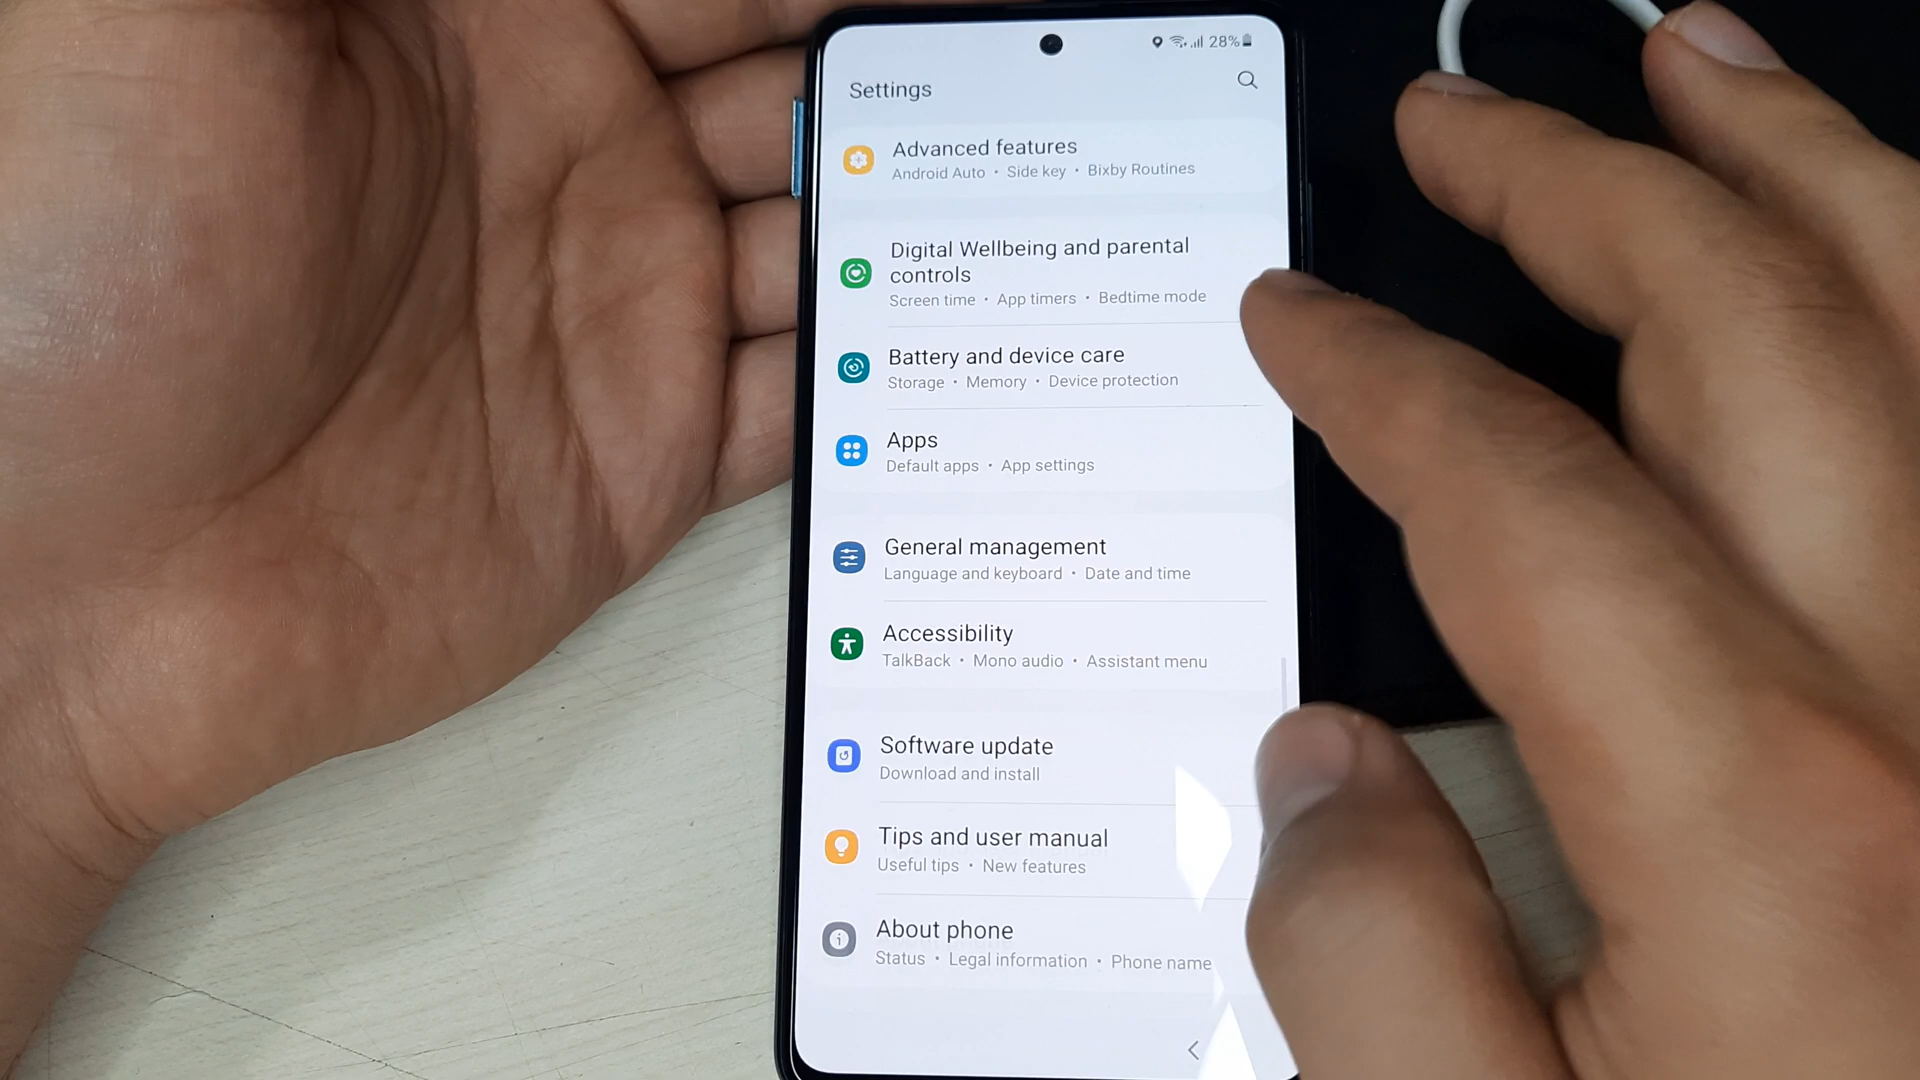 28%
Settings
Advanced features
Android Auto • Side key • Bixby Routines
Digital Wellbeing and parental
controls
Screen time • App timers • Bedtime mode
Battery and device care
Storage • Memory • Device protection
Apps
Default apps • App settings
General management
Language and keyboard • Date and time
Accessibility
TalkBack • Mono audio • Assistant menu
Software update
Download and install
Tips and user manual
Useful tips • New features
About phone
Status • Legal information • Phone name